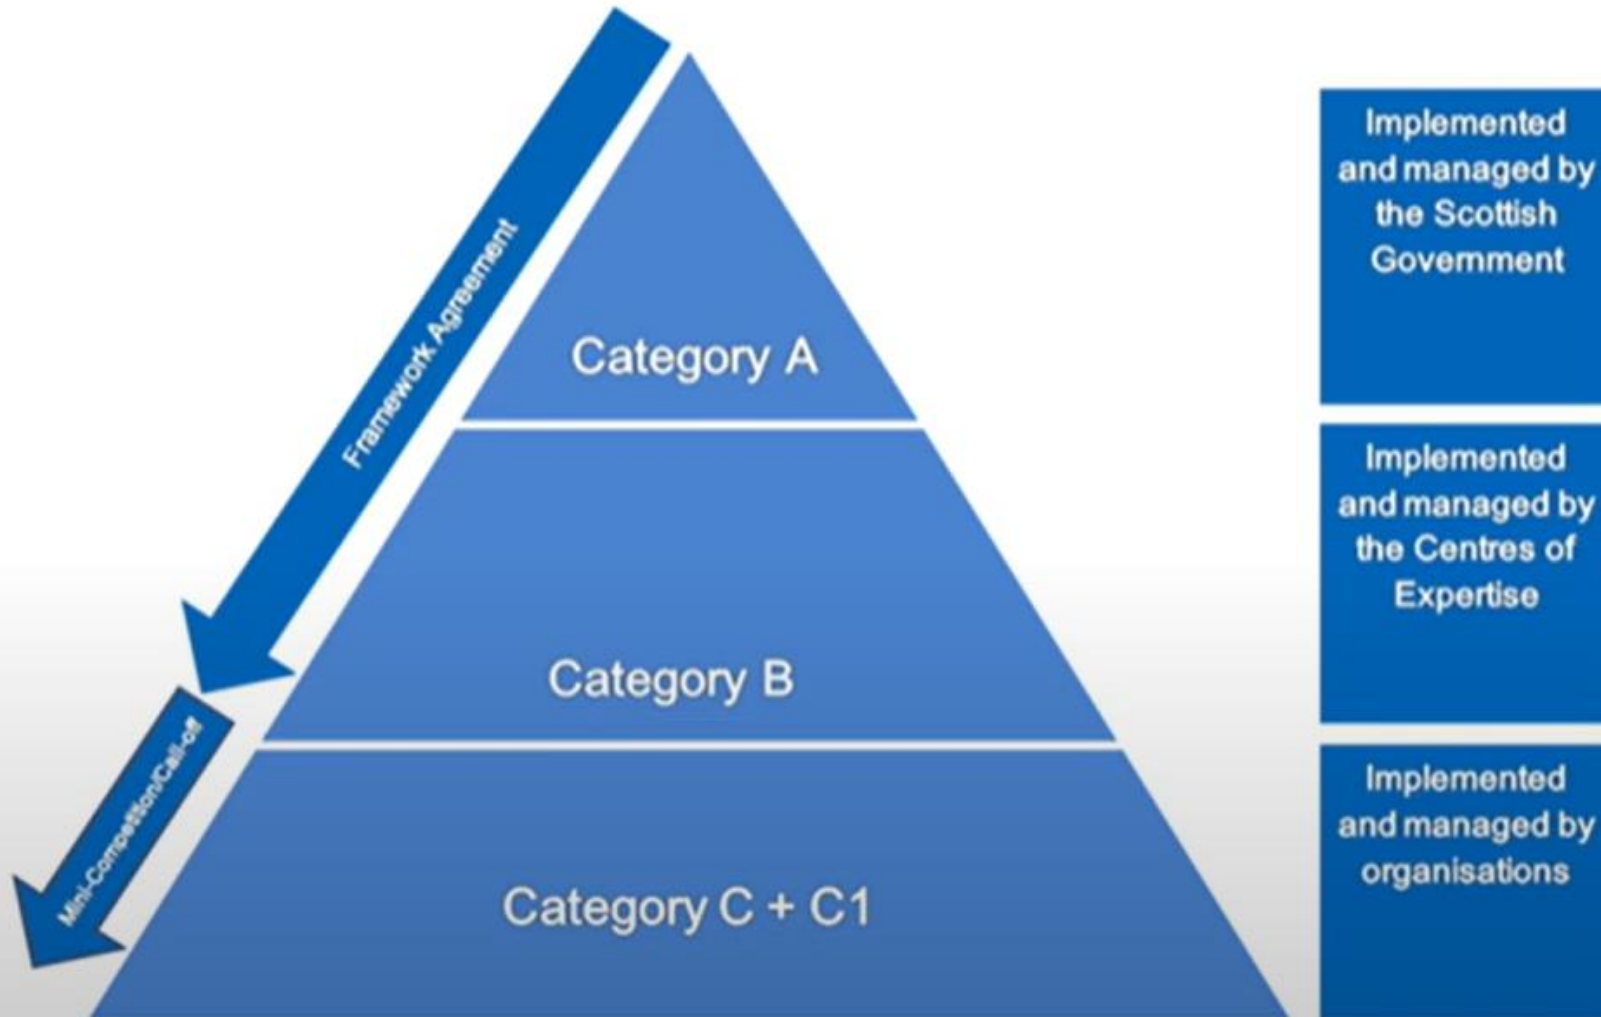 Framework Agreement
Category A
Implemented
and managed by
the Scottish
Government
Category B
Implemented
and managed by
the Centres of
Expertise
Mini-Competition/Call-off
Category C + C1
Implemented
and managed by
organisations